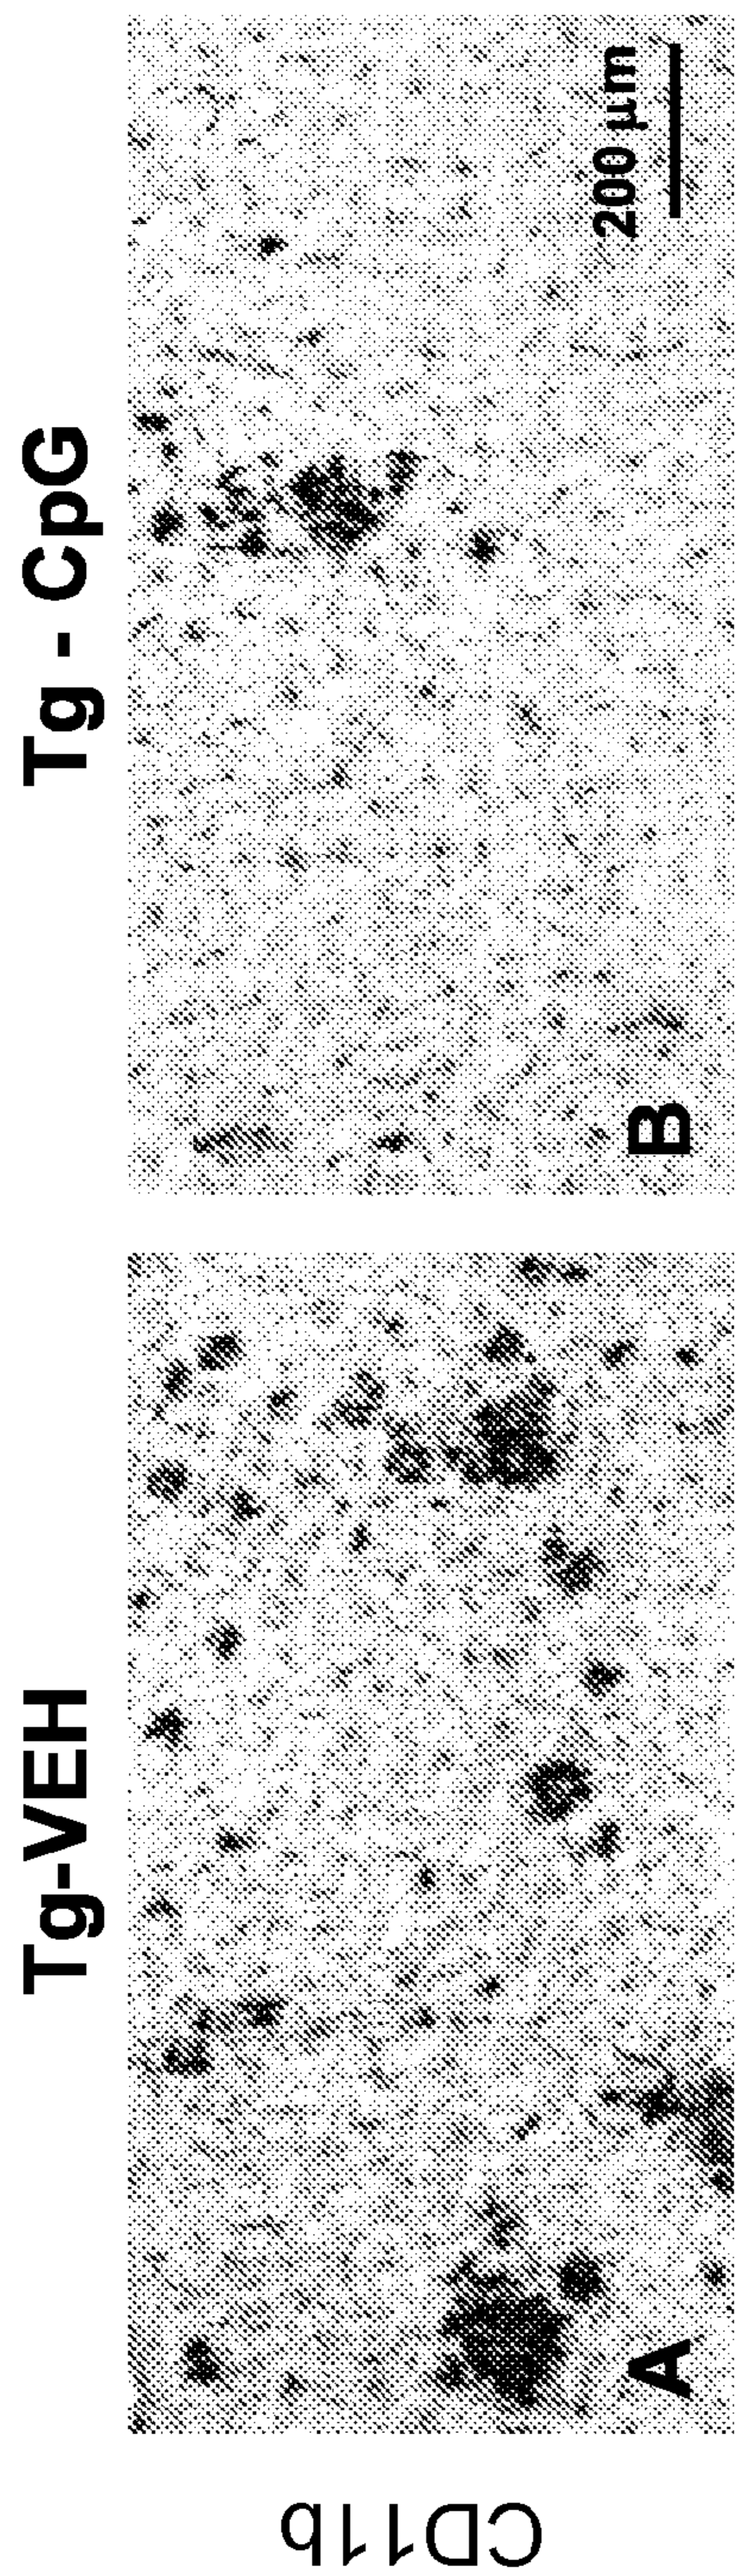 Tg-VEH
Tg - CpG
CD11b
A
B
200 µm